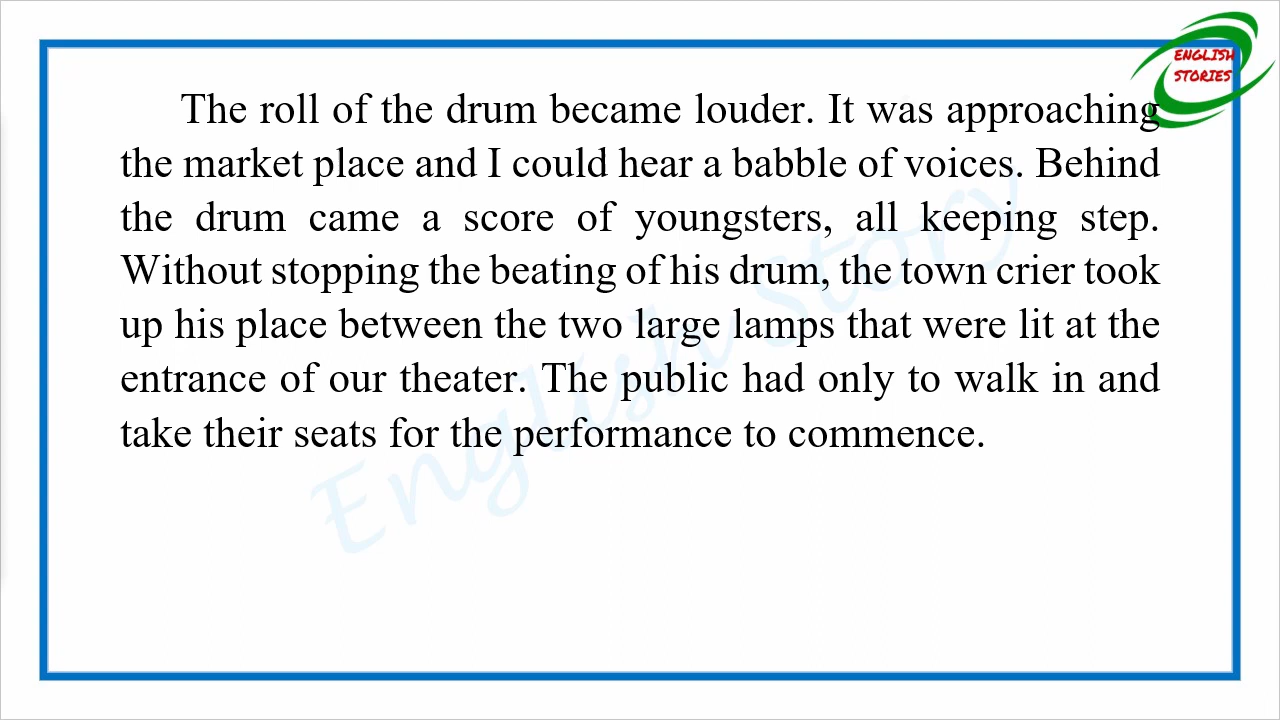 ENGLISH
STORIES
The roll of the drum became louder. It was approaching
the market place and I could hear a babble of voices. Behind
the drum came a score of youngsters, all keeping step.
Without stopping the beating of his drum, the town crier took
up his place between the two large lamps that were lit at the
entrance of our theater. The public had only to walk in and
take their seats for the performance to commence.
English Story